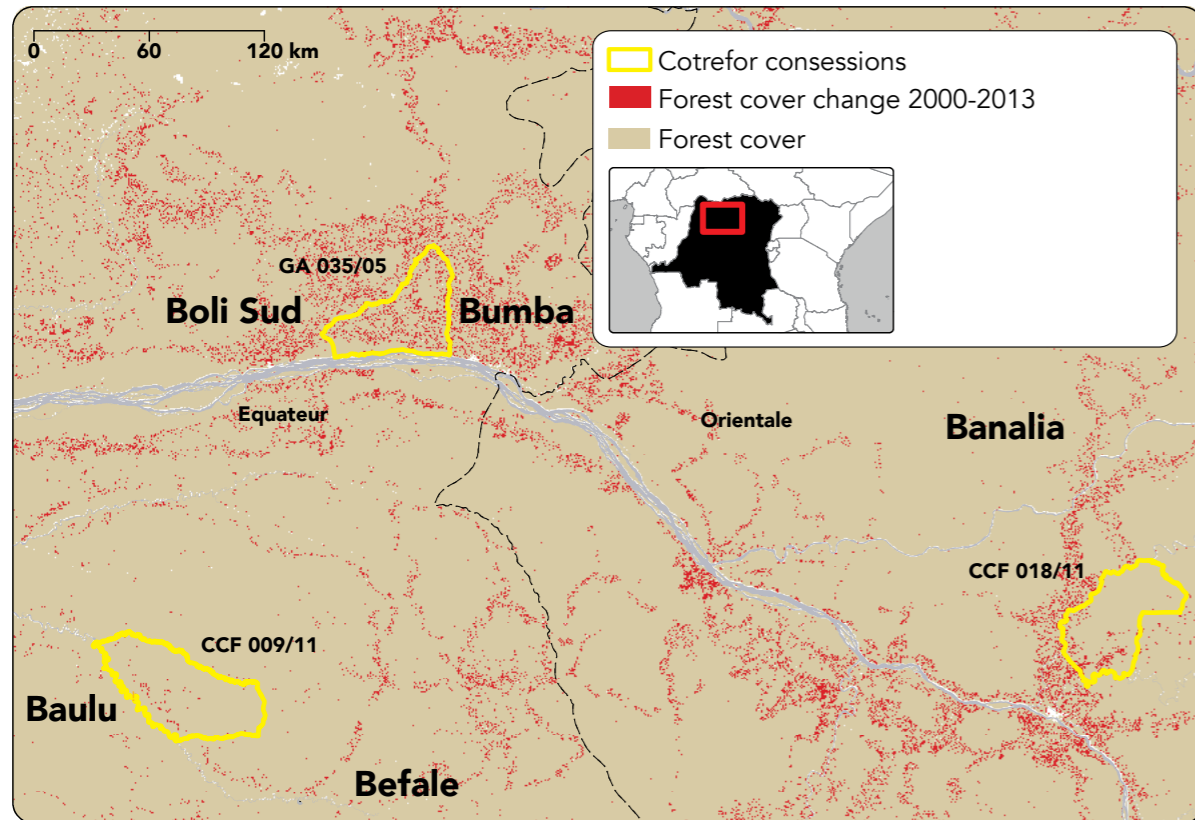 0 60 120 km
Cotrefor consessions
Forest cover change 2000-2013
Forest cover
GA 035/05
Boli Sud
Bumba
Equateur
Orientale
Banalia
CCF 018/11
CCF 009/11
Baulu
Befale